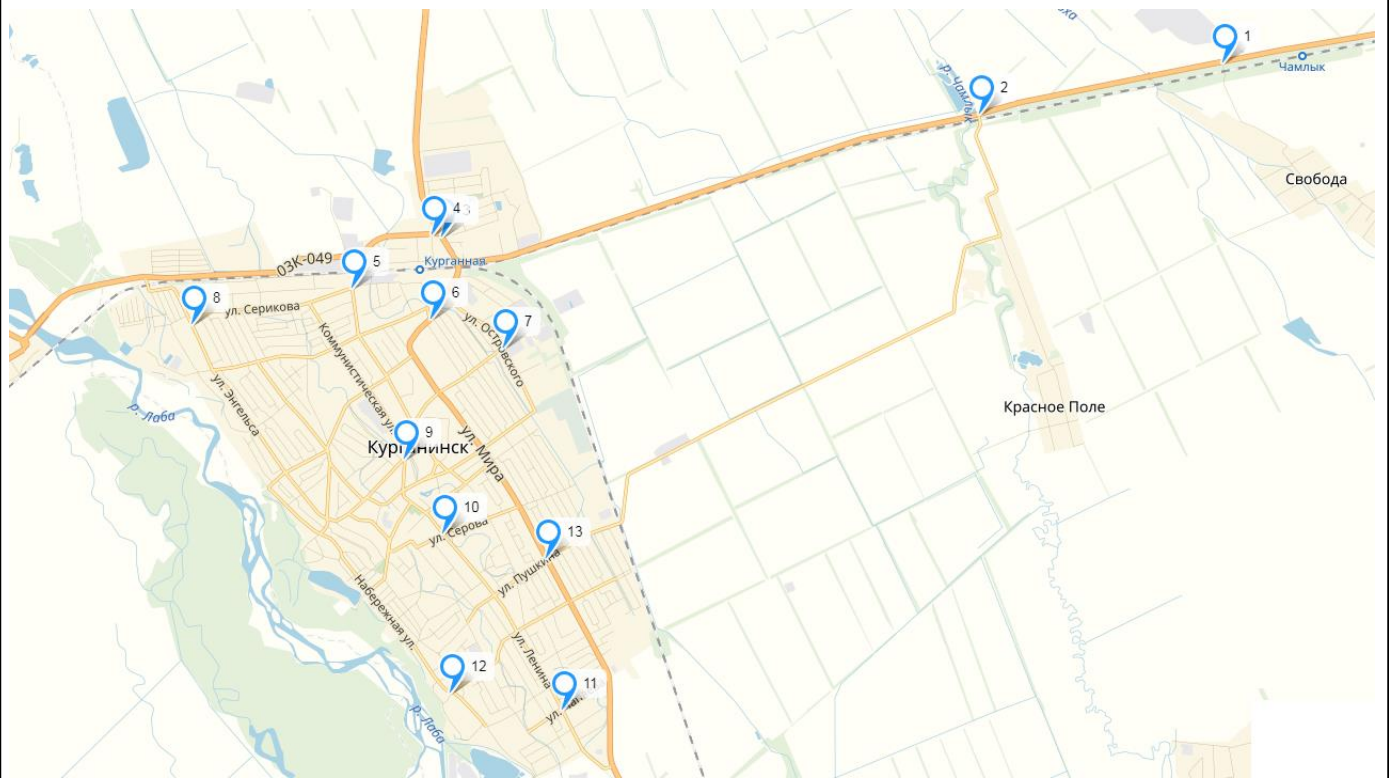 1
Чамлык
р. Чамлык
2
Свобода
4
3
03К-049
Курганная
5
8
ул. Серикова
6
ул. Островского
7
Коммунистическая ул.
ул. Энгельса
р. Лаба
Красное Поле
9
Курганинск
ул. Мира
10
ул. Серова
13
ул. Пушкина
Набережная ул.
ул. Ленина
12
11
ул.
р. Лаба